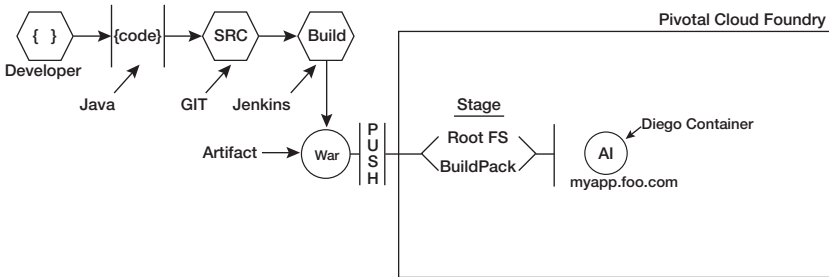 Pivotal Cloud Foundry
{ }
{code}
SRC
Build
Developer
Java
GIT
Jenkins
Artifact
War
PUSH
Stage
Root FS
BuildPack
Diego Container
AI
myapp.foo.com